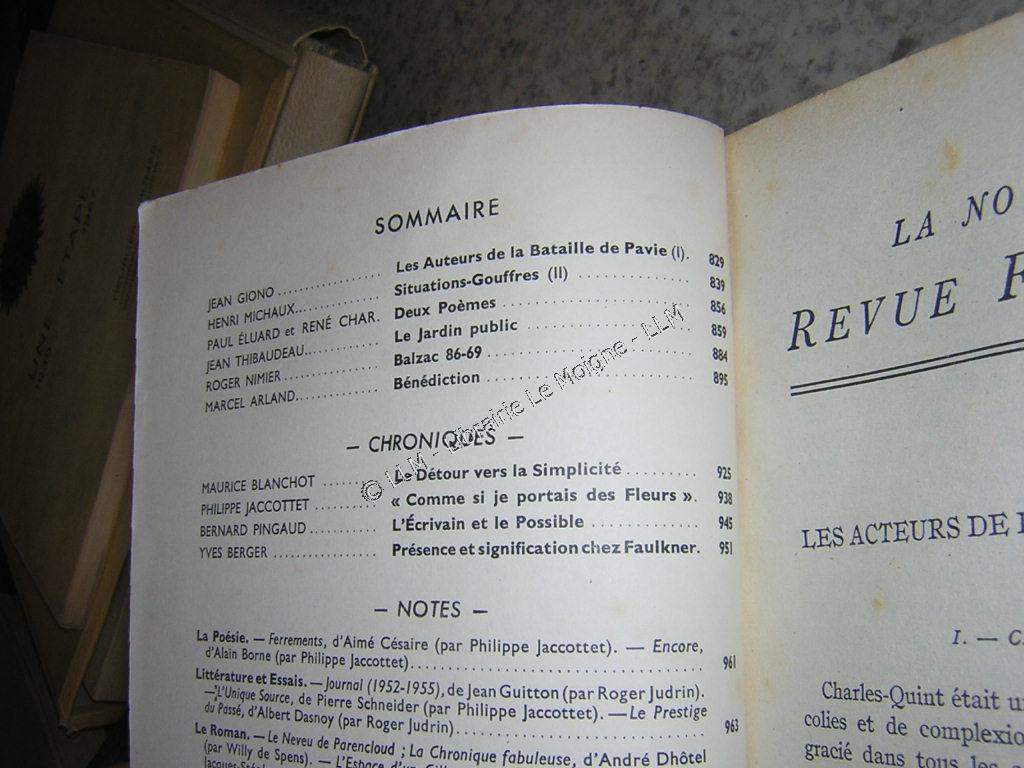 SOMMAIRE
JEAN GIONO .............. Les Auteurs de la Bataille de Pavie (I). 829
HENRI MICHAUX............ Situations-Gouffres (II) ............ 839
PAUL ÉLUARD et RENÉ CHAR. Deux Poèmes ............ 856
JEAN THIBAUDEAU.......... Le Jardin public ............ 859
ROGER NIMIER............. Balzac 86-69 ............ 884
MARCEL ARLAND............ Bénédiction ............ 895
— CHRONIQUES —
MAURICE BLANCHOT ....... Le Détour vers la Simplicité ......... 925
PHILIPPE JACCOTTET ......... « Comme si je portais des Fleurs ». 938
BERNARD PINGAUD .......... L'Écrivain et le Possible ............ 945
YVES BERGER ............... Présence et signification chez Faulkner. 951
— NOTES —
La Poésie. — Ferrements, d'Aimé Césaire (par Philippe Jaccottet). — Encore,
d'Alain Borne (par Philippe Jaccottet)............ 961
Littérature et Essais. — Journal (1952-1955), de Jean Guitton (par Roger Judrin).
— L'Unique Source, de Pierre Schneider (par Philippe Jaccottet). — Le Prestige
du Passé, d'Albert Dasnoy (par Roger Judrin)............ 963
Le Roman. — Le Neveu de Parencloud ; La Chronique fabuleuse, d'André Dhôtel
(par Willy de Spens). — L'Espace d'un
LA NO
REVUE F
LES ACTEURS DE
I. — C
Charles-Quint était u
colies et de complexio
gracié dans tous les
© LLM - Librairie Le Moigne - LLM
UNE ETAPE